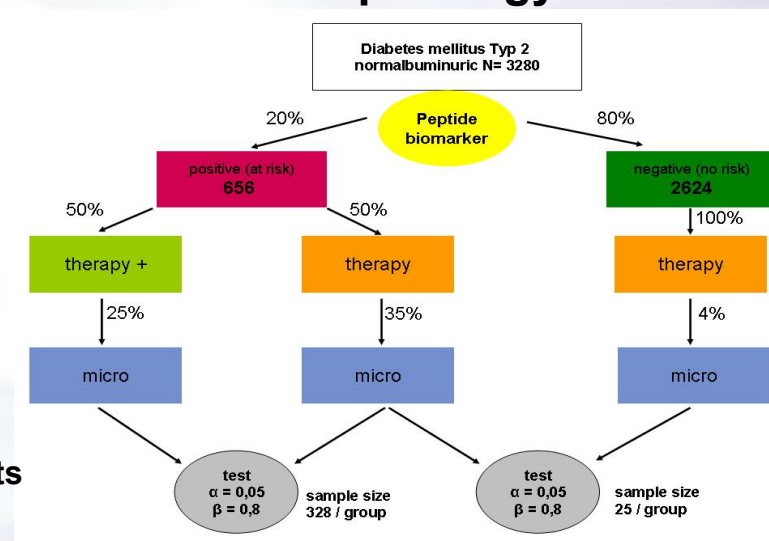 Diabetes mellitus Typ 2
normalbuminuric N= 3280
20%
Peptide
biomarker
80%
positive (at risk)
656
negative (no risk)
2624
50%
50%
100%
therapy +
therapy
therapy
25%
35%
4%
micro
micro
micro
ts
test
α = 0,05
β = 0,8
sample size
328 / group
test
α = 0,05
β = 0,8
sample size
25 / group